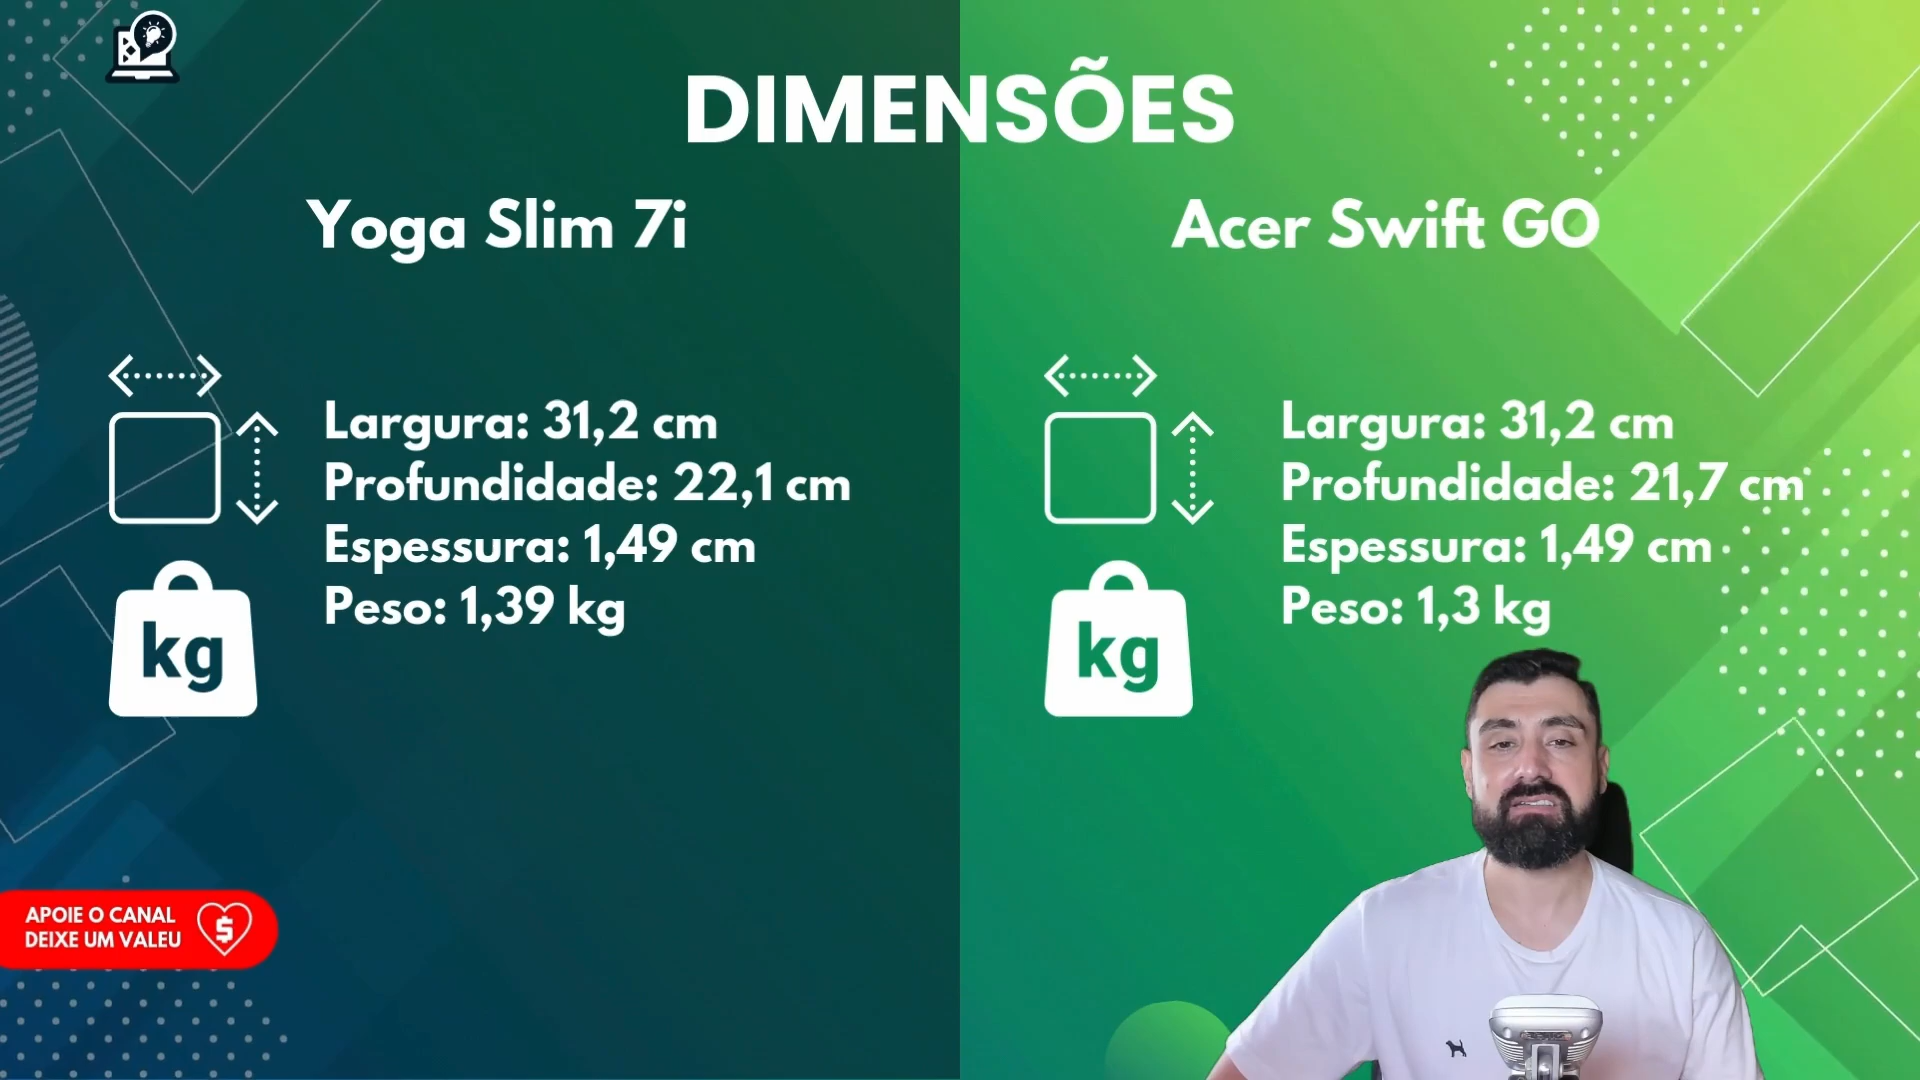 DIMENSÕES
Yoga Slim 7i
Largura: 31,2 cm
Profundidade: 22,1 cm
Espessura: 1,49 cm
Peso: 1,39 kg
kg
Acer Swift GO
Largura: 31,2 cm
Profundidade: 21,7 cm
Espessura: 1,49 cm
Peso: 1,3 kg
kg
APOIE O CANAL
DEIXE UM VALEU
$